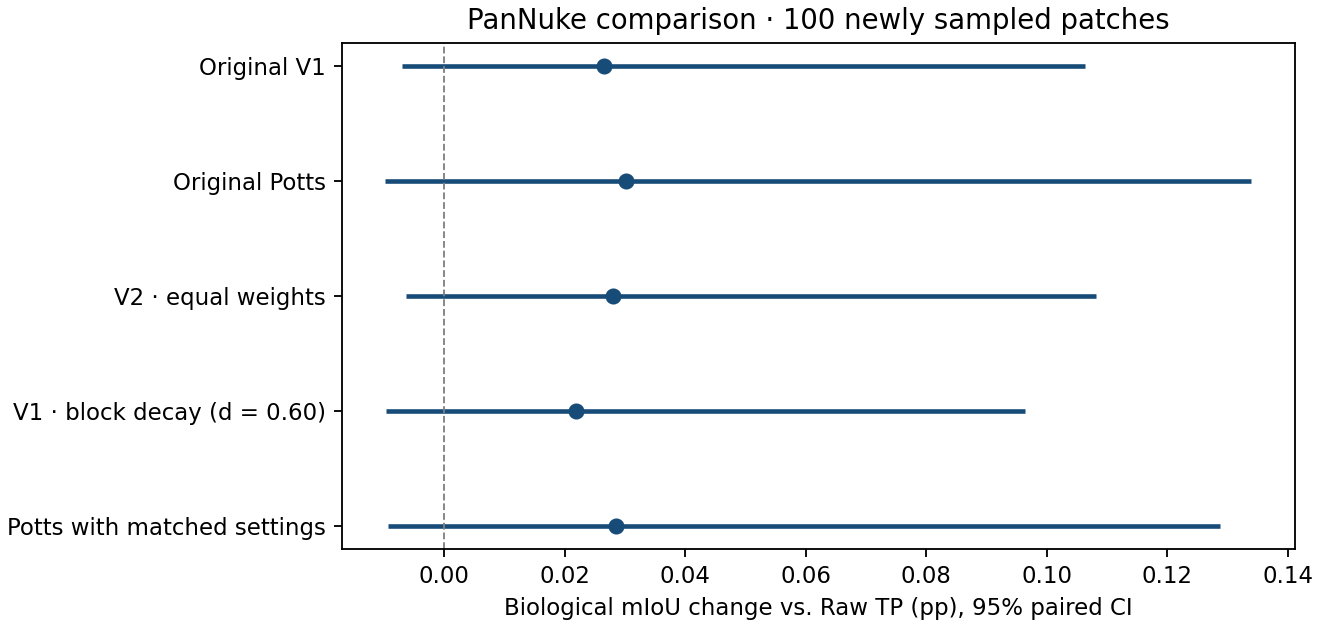 PanNuke comparison · 100 newly sampled patches
Original V1
Original Potts
V2 · equal weights
V1 · block decay (d = 0.60)
Potts with matched settings
0.00 0.02 0.04 0.06 0.08 0.10 0.12 0.14
Biological mIoU change vs. Raw TP (pp), 95% paired CI